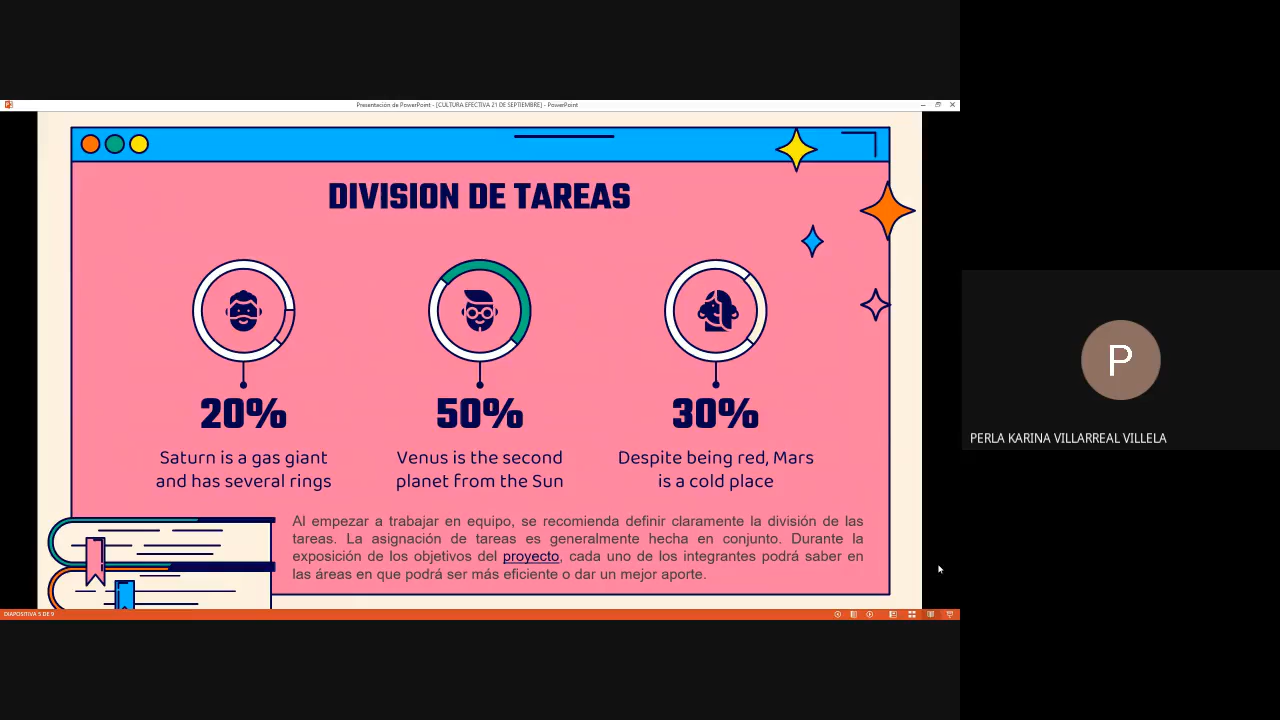 Presentación de PowerPoint - [CULTURA EFECTIVA 21 DE SEPTIEMBRE] - PowerPoint
DIVISION DE TAREAS
20%
50%
30%
Saturn is a gas giant
and has several rings
Venus is the second
planet from the Sun
Despite being red, Mars
is a cold place
Al empezar a trabajar en equipo, se recomienda definir claramente la división de las
tareas. La asignación de tareas es generalmente hecha en conjunto. Durante la
exposición de los objetivos del proyecto, cada uno de los integrantes podrá saber en
las áreas en que podrá ser más eficiente o dar un mejor aporte.
DIAPOSITIVA 5 DE 9
P
PERLA KARINA VILLARREAL VILLELA